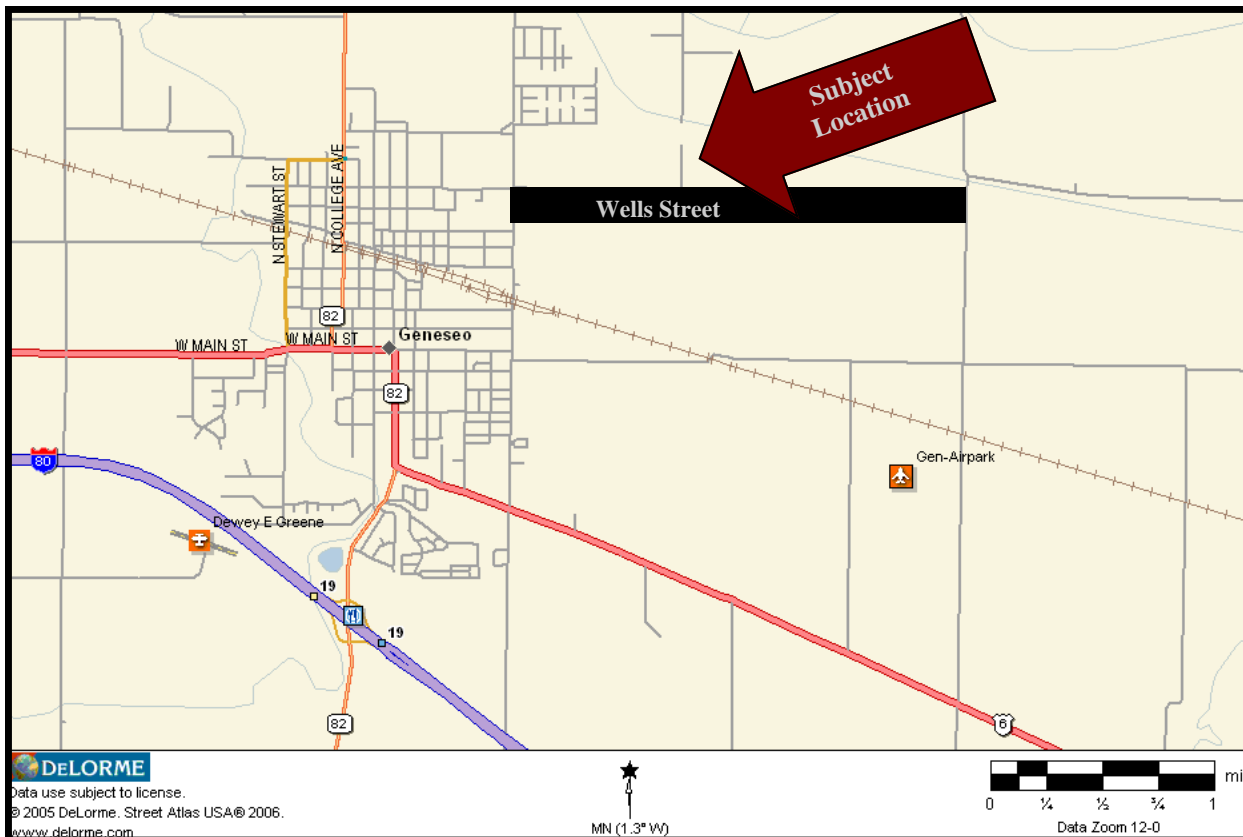 Subject
Location
Wells Street
N STEWART ST
N COLLEGE AVE
82
W MAIN ST
W MAIN ST
Geneseo
82
80
Gen-Airpark
Dewey E Greene
19
19
82
6
DELORME
Data use subject to license.
© 2005 DeLorme. Street Atlas USA® 2006.
www.delorme.com
MN (1.3° W)
mi
0 ¼ ½ ¾ 1
Data Zoom 12-0